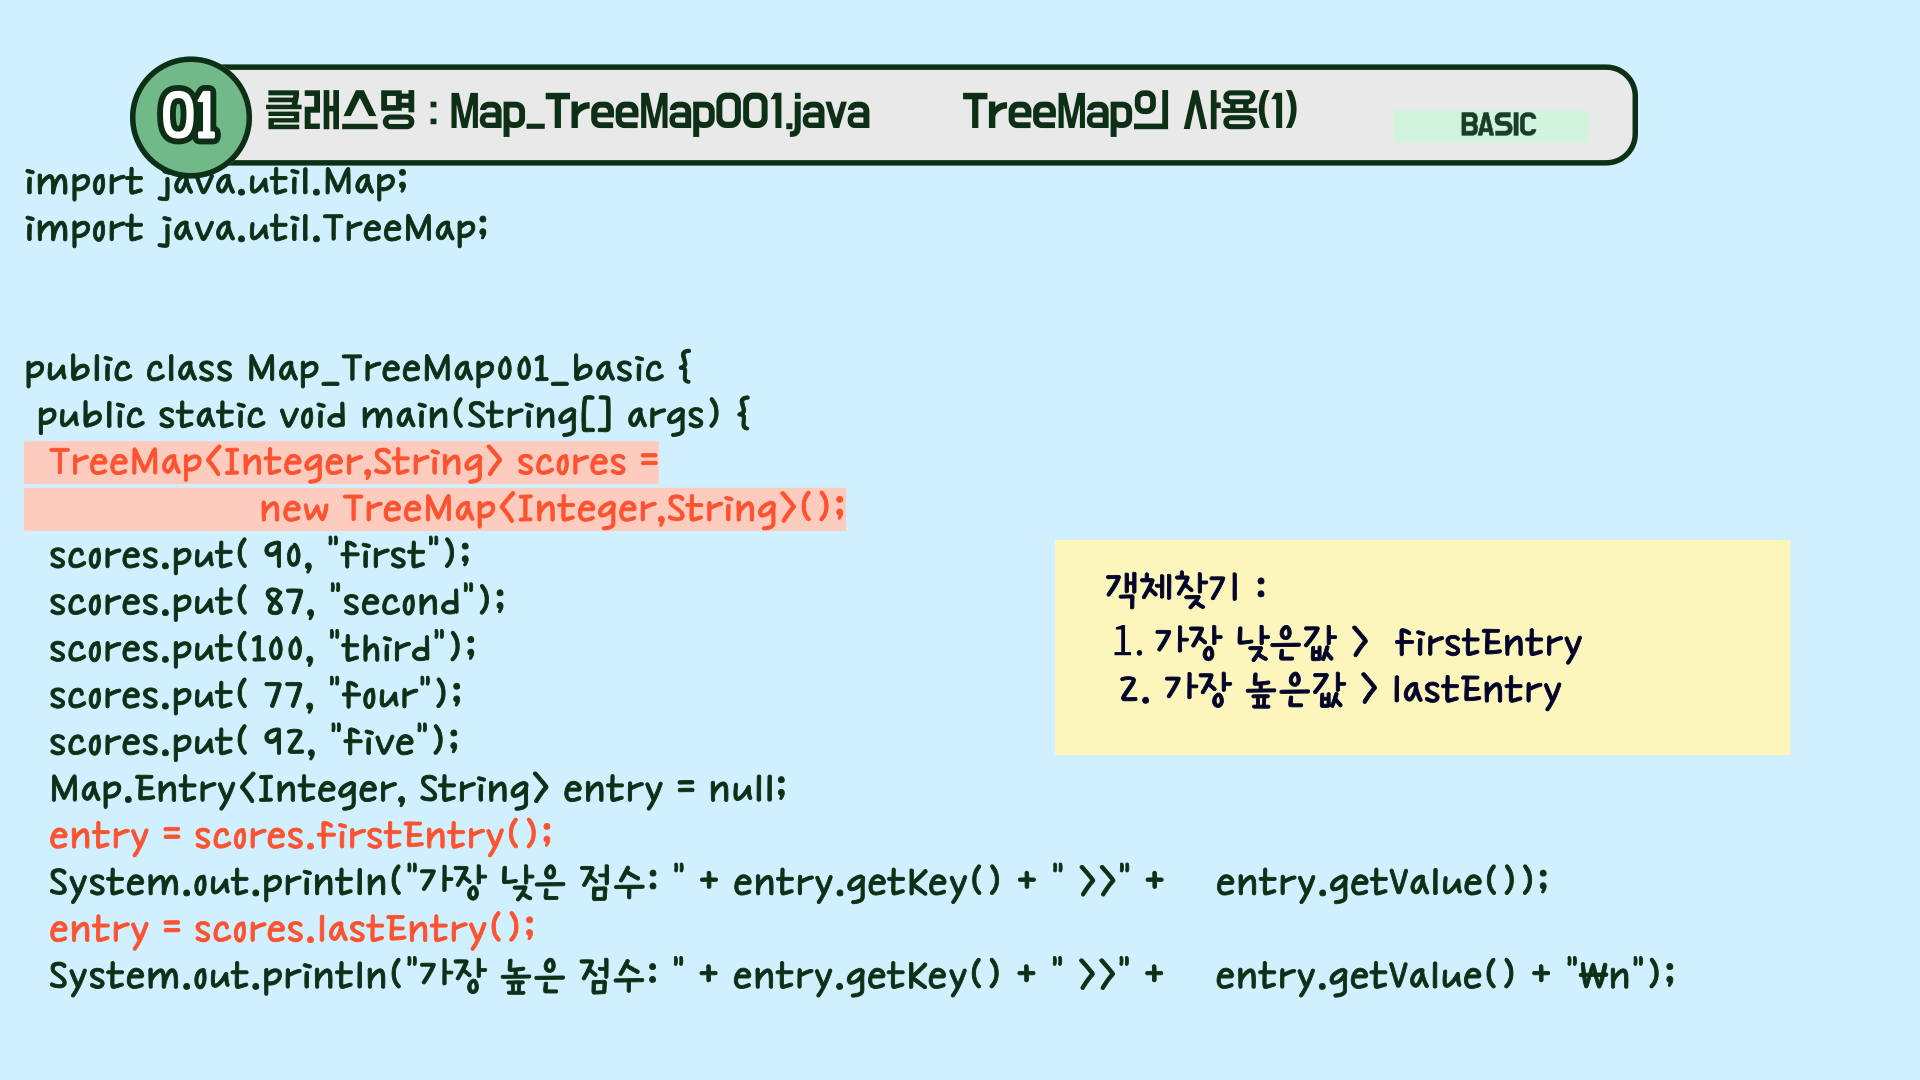 01 클래스명 : Map_TreeMap001.java TreeMap의 사용(1) BASIC
import java.util.Map;
import java.util.TreeMap;
public class Map_TreeMap001_basic {
public static void main(String[] args) {
TreeMap<Integer,String> scores =
new TreeMap<Integer,String>();
scores.put( 90, "first");
scores.put( 87, "second");
scores.put(100, "third");
scores.put( 77, "four");
scores.put( 92, "five");
Map.Entry<Integer, String> entry = null;
entry = scores.firstEntry();
System.out.println("가장 낮은 점수: " + entry.getKey() + " >>" + entry.getValue());
entry = scores.lastEntry();
System.out.println("가장 높은 점수: " + entry.getKey() + " >>" + entry.getValue() + "₩n");
객체찾기 :
1. 가장 낮은값 > firstEntry
2. 가장 높은값 > lastEntry